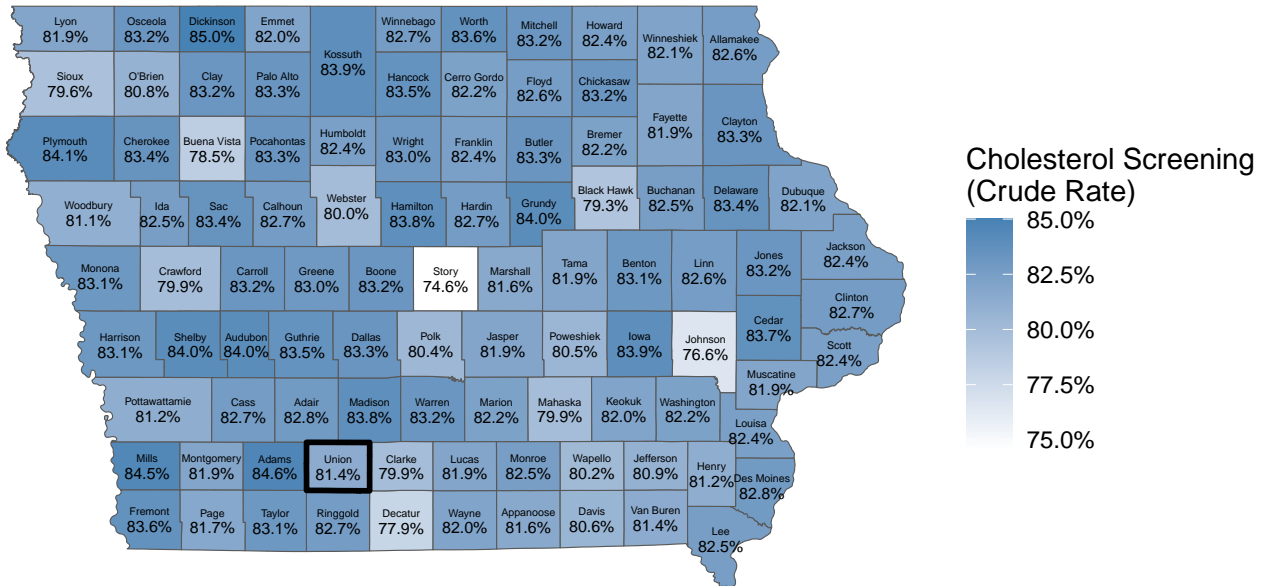 Lyon
81.9%
Osceola
83.2%
Dickinson
85.0%
Emmet
82.0%
Winnebago
82.7%
Worth
83.6%
Mitchell
83.2%
Howard
82.4%
Winneshiek
82.1%
Allamakee
82.6%
Kossuth
83.9%
Sioux
79.6%
O'Brien
80.8%
Clay
83.2%
Palo Alto
83.3%
Hancock
83.5%
Cerro Gordo
82.2%
Floyd
82.6%
Chickasaw
83.2%
Fayette
81.9%
Clayton
83.3%
Plymouth
84.1%
Cherokee
83.4%
Buena Vista
78.5%
Pocahontas
83.3%
Humboldt
82.4%
Wright
83.0%
Franklin
82.4%
Butler
83.3%
Bremer
82.2%
Woodbury
81.1%
Ida
82.5%
Sac
83.4%
Calhoun
82.7%
Webster
80.0%
Hamilton
83.8%
Hardin
82.7%
Grundy
84.0%
Black Hawk
79.3%
Buchanan
82.5%
Delaware
83.4%
Dubuque
82.1%
Monona
83.1%
Crawford
79.9%
Carroll
83.2%
Greene
83.0%
Boone
83.2%
Story
74.6%
Marshall
81.6%
Tama
81.9%
Benton
83.1%
Linn
82.6%
Jones
83.2%
Jackson
82.4%
Clinton
82.7%
Harrison
83.1%
Shelby
84.0%
Audubon
84.0%
Guthrie
83.5%
Dallas
83.3%
Polk
80.4%
Jasper
81.9%
Poweshiek
80.5%
Iowa
83.9%
Johnson
76.6%
Cedar
83.7%
Scott
82.4%
Muscatine
81.9%
Pottawattamie
81.2%
Cass
82.7%
Adair
82.8%
Madison
83.8%
Warren
83.2%
Marion
82.2%
Mahaska
79.9%
Keokuk
82.0%
Washington
82.2%
Louisa
82.4%
Mills
84.5%
Montgomery
81.9%
Adams
84.6%
Union
81.4%
Clarke
79.9%
Lucas
81.9%
Monroe
82.5%
Wapello
80.2%
Jefferson
80.9%
Henry
81.2%
Des Moines
82.8%
Fremont
83.6%
Page
81.7%
Taylor
83.1%
Ringgold
82.7%
Decatur
77.9%
Wayne
82.0%
Appanoose
81.6%
Davis
80.6%
Van Buren
81.4%
Lee
82.5%
Cholesterol Screening
(Crude Rate)
85.0%
82.5%
80.0%
77.5%
75.0%